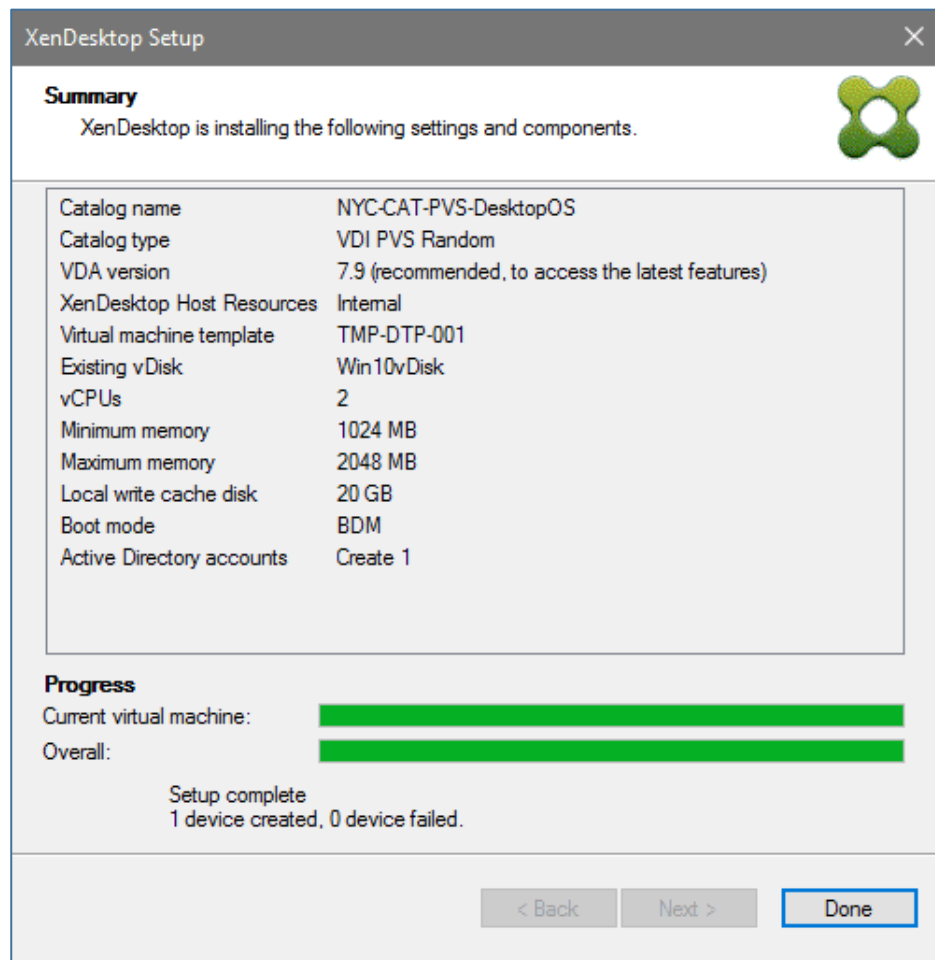 XenDesktop Setup
Summary
XenDesktop is installing the following settings and components.
Catalog name NYC-CAT-PVS-DesktopOS
Catalog type VDI PVS Random
VDA version 7.9 (recommended, to access the latest features)
XenDesktop Host Resources Internal
Virtual machine template TMP-DTP-001
Existing vDisk Win10vDisk
vCPUs 2
Minimum memory 1024 MB
Maximum memory 2048 MB
Local write cache disk 20 GB
Boot mode BDM
Active Directory accounts Create 1
Progress
Current virtual machine:
Overall:
Setup complete
1 device created, 0 device failed.
< Back Next > Done